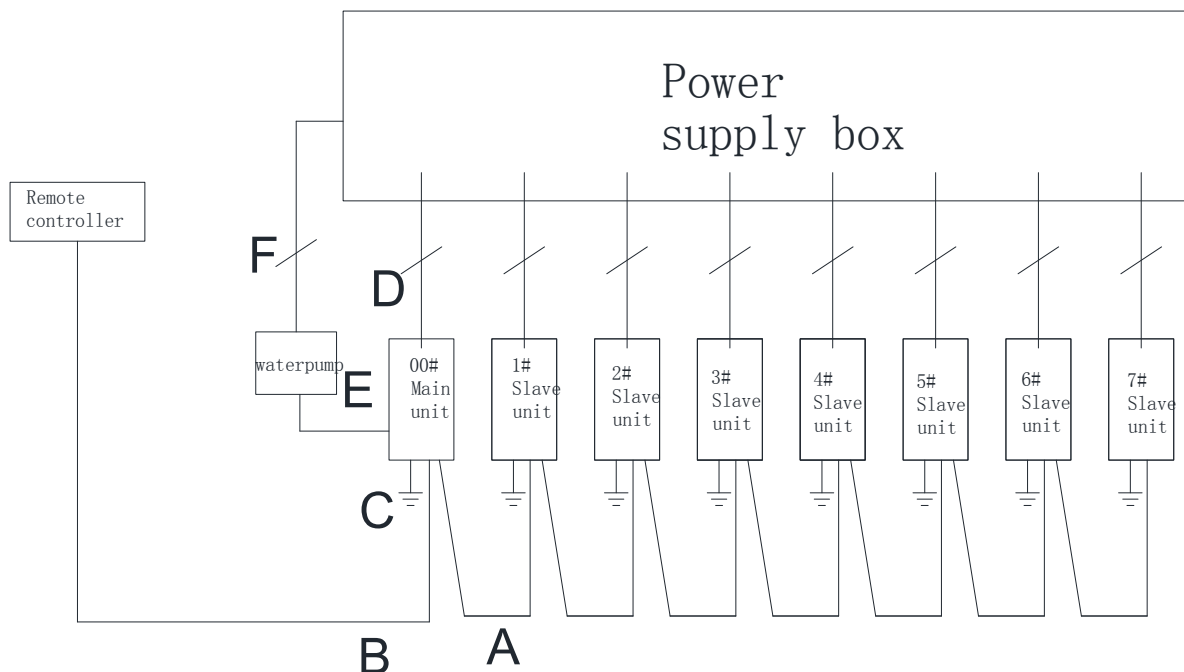 Power
supply box
Remote
controller
F
D
waterpump
E
00#
Main
unit
1#
Slave
unit
2#
Slave
unit
3#
Slave
unit
4#
Slave
unit
5#
Slave
unit
6#
Slave
unit
7#
Slave
unit
C
B
A